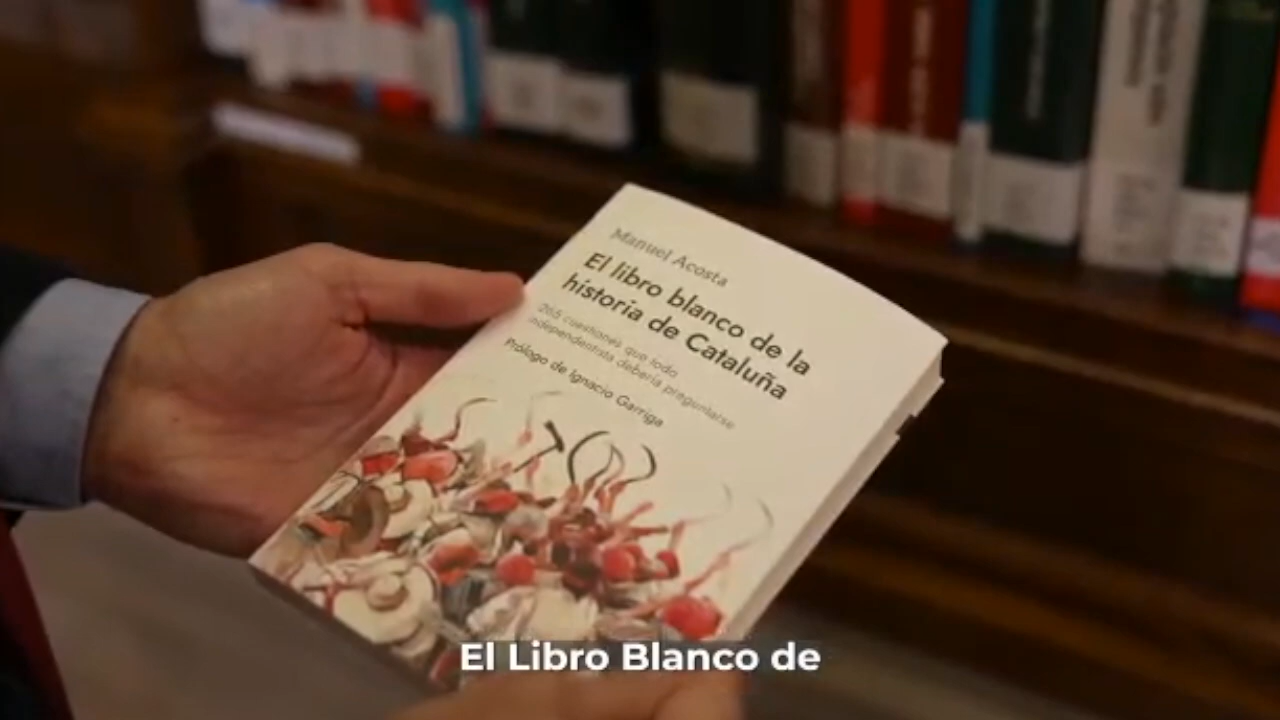 Manuel Acosta
El libro blanco de la
historia de Cataluña
265 cuestiones que todo
independentista debería preguntarse
Prólogo de Ignacio Garriga
El Libro Blanco de